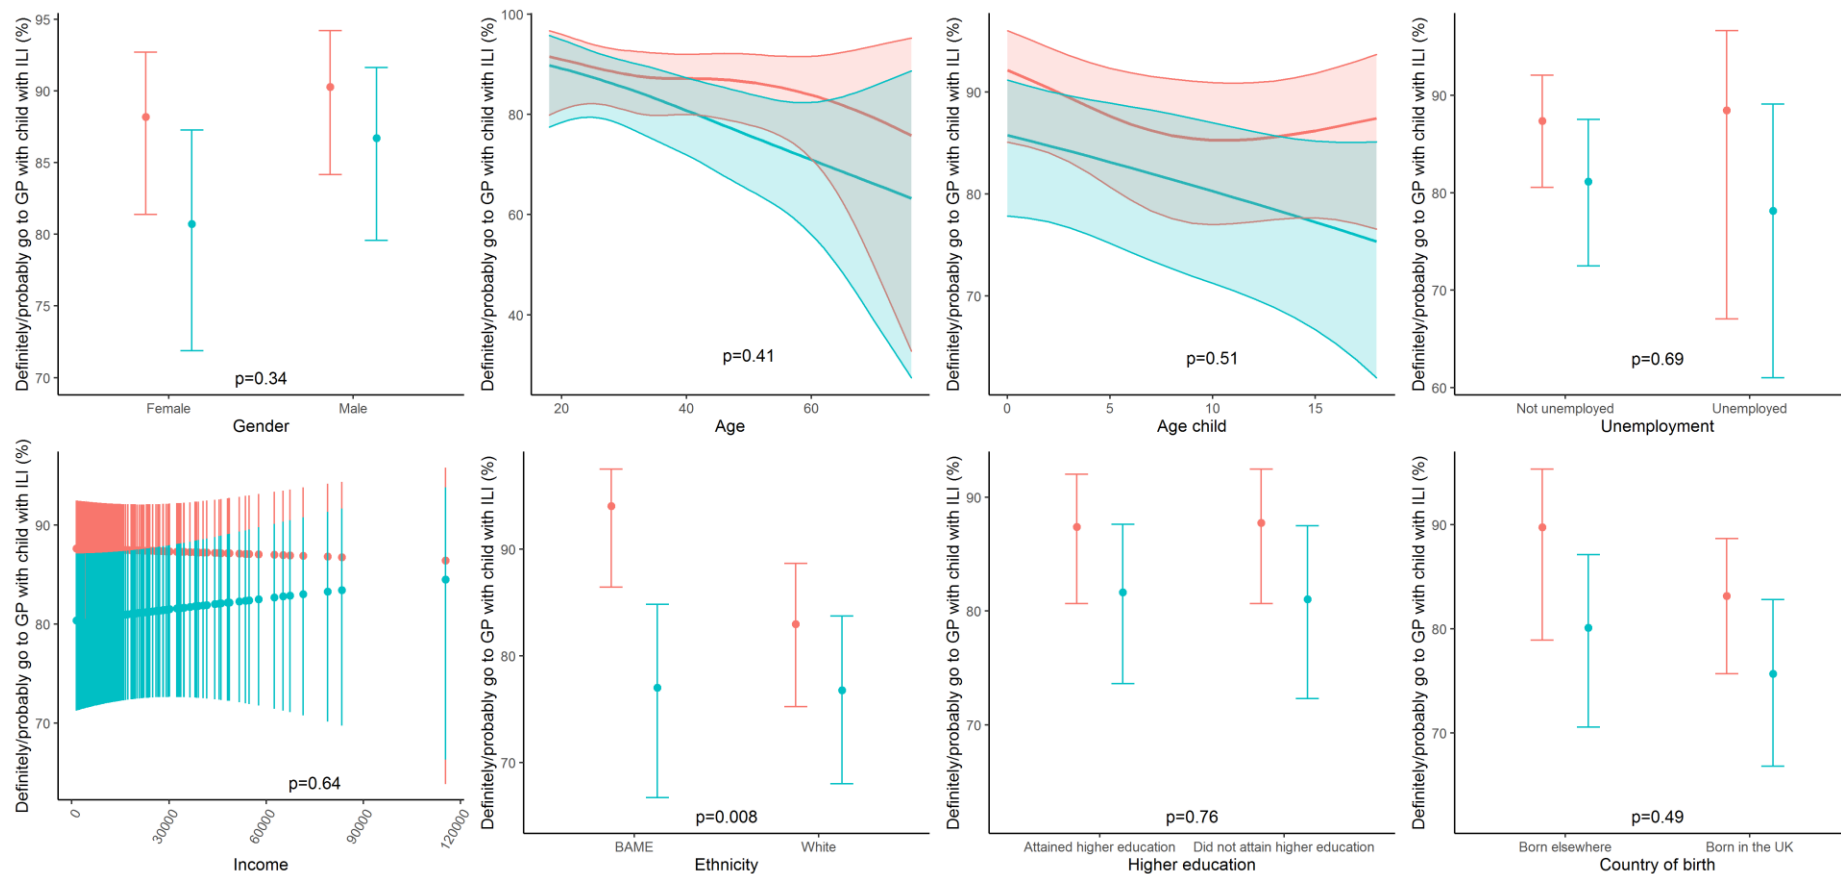 Definitely/probably go to GP with child with ILI (%)
95
90
85
80
75
70
p=0.34
Female
Male
Gender
Definitely/probably go to GP with child with ILI (%)
100
80
60
40
p=0.41
20
40
60
Age
Definitely/probably go to GP with child with ILI (%)
90
80
70
p=0.51
0
5
10
15
Age child
Definitely/probably go to GP with child with ILI (%)
90
80
70
60
p=0.69
Not unemployed
Unemployed
Unemployment
Definitely/probably go to GP with child with ILI (%)
90
80
70
p=0.64
0
30000
60000
90000
120000
Income
Definitely/probably go to GP with child with ILI (%)
90
80
70
p=0.008
BAME
White
Ethnicity
Definitely/probably go to GP with child with ILI (%)
90
80
70
p=0.76
Attained higher education
Did not attain higher education
Higher education
Definitely/probably go to GP with child with ILI (%)
90
80
70
p=0.49
Born elsewhere
Born in the UK
Country of birth